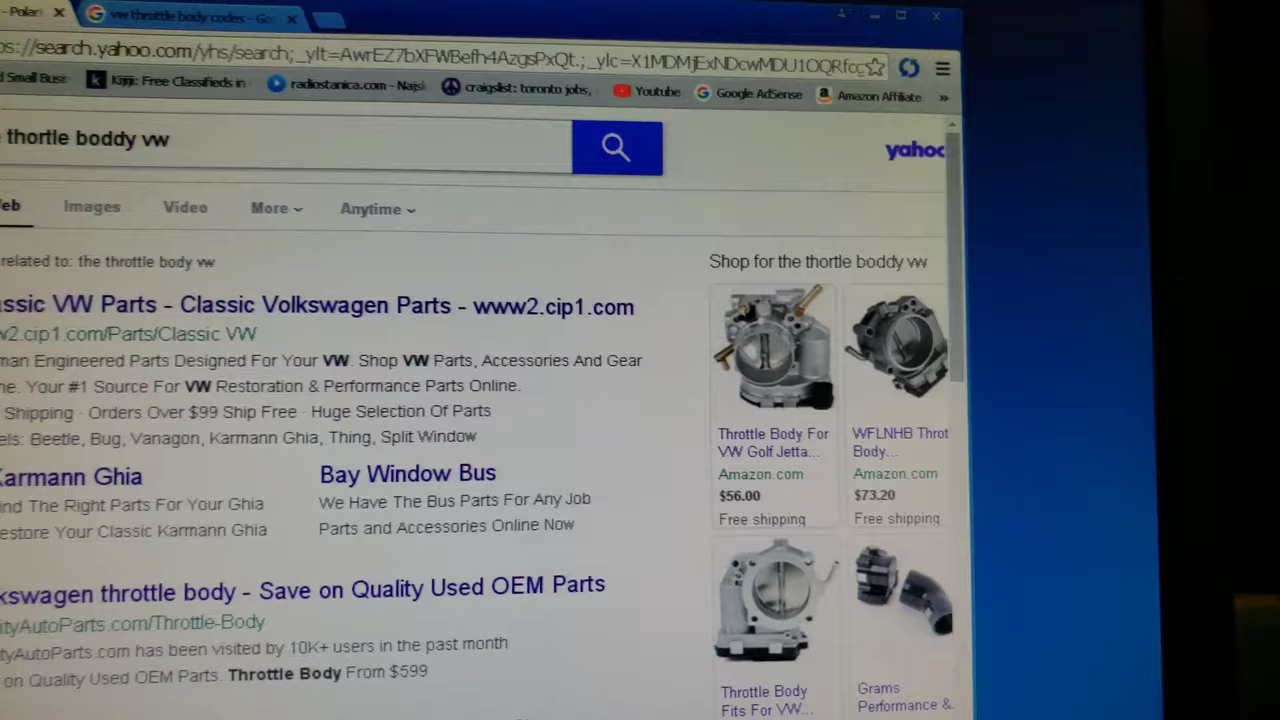 - Polari
vw throttle body codes - Go
ps://search.yahoo.com/yhs/search;_ylt=AwrEZ7bXFWBefh4AzgsPxQt.;_ylc=X1MDMjExNDcwMDU1OQRfcg
d Small Busi Kijiji: Free Classifieds in radiostanica.com - Najsl craigslist: toronto jobs, Youtube Google AdSense Amazon Affiliate »
thortle boddy vw
yahoo
eb Images Video More Anytime
related to: the throttle body vw
assic VW Parts - Classic Volkswagen Parts - www2.cip1.com
w2.cip1.com/Parts/Classic VW
man Engineered Parts Designed For Your VW. Shop VW Parts, Accessories And Gear
ne. Your #1 Source For VW Restoration & Performance Parts Online.
Shipping · Orders Over $99 Ship Free · Huge Selection Of Parts
els: Beetle, Bug, Vanagon, Karmann Ghia, Thing, Split Window
Karmann Ghia
ind The Right Parts For Your Ghia
estore Your Classic Karmann Ghia
Bay Window Bus
We Have The Bus Parts For Any Job
Parts and Accessories Online Now
kswagen throttle body - Save on Quality Used OEM Parts
ityAutoParts.com/Throttle-Body
tyAutoParts.com has been visited by 10K+ users in the past month
on Quality Used OEM Parts. Throttle Body From $599
Shop for the thortle boddy vw
Throttle Body For
VW Golf Jetta...
Amazon.com
$56.00
Free shipping
WFLNHB Thrott
Body...
Amazon.com
$73.20
Free shipping
Throttle Body
Fits For VW...
Grams
Performance &